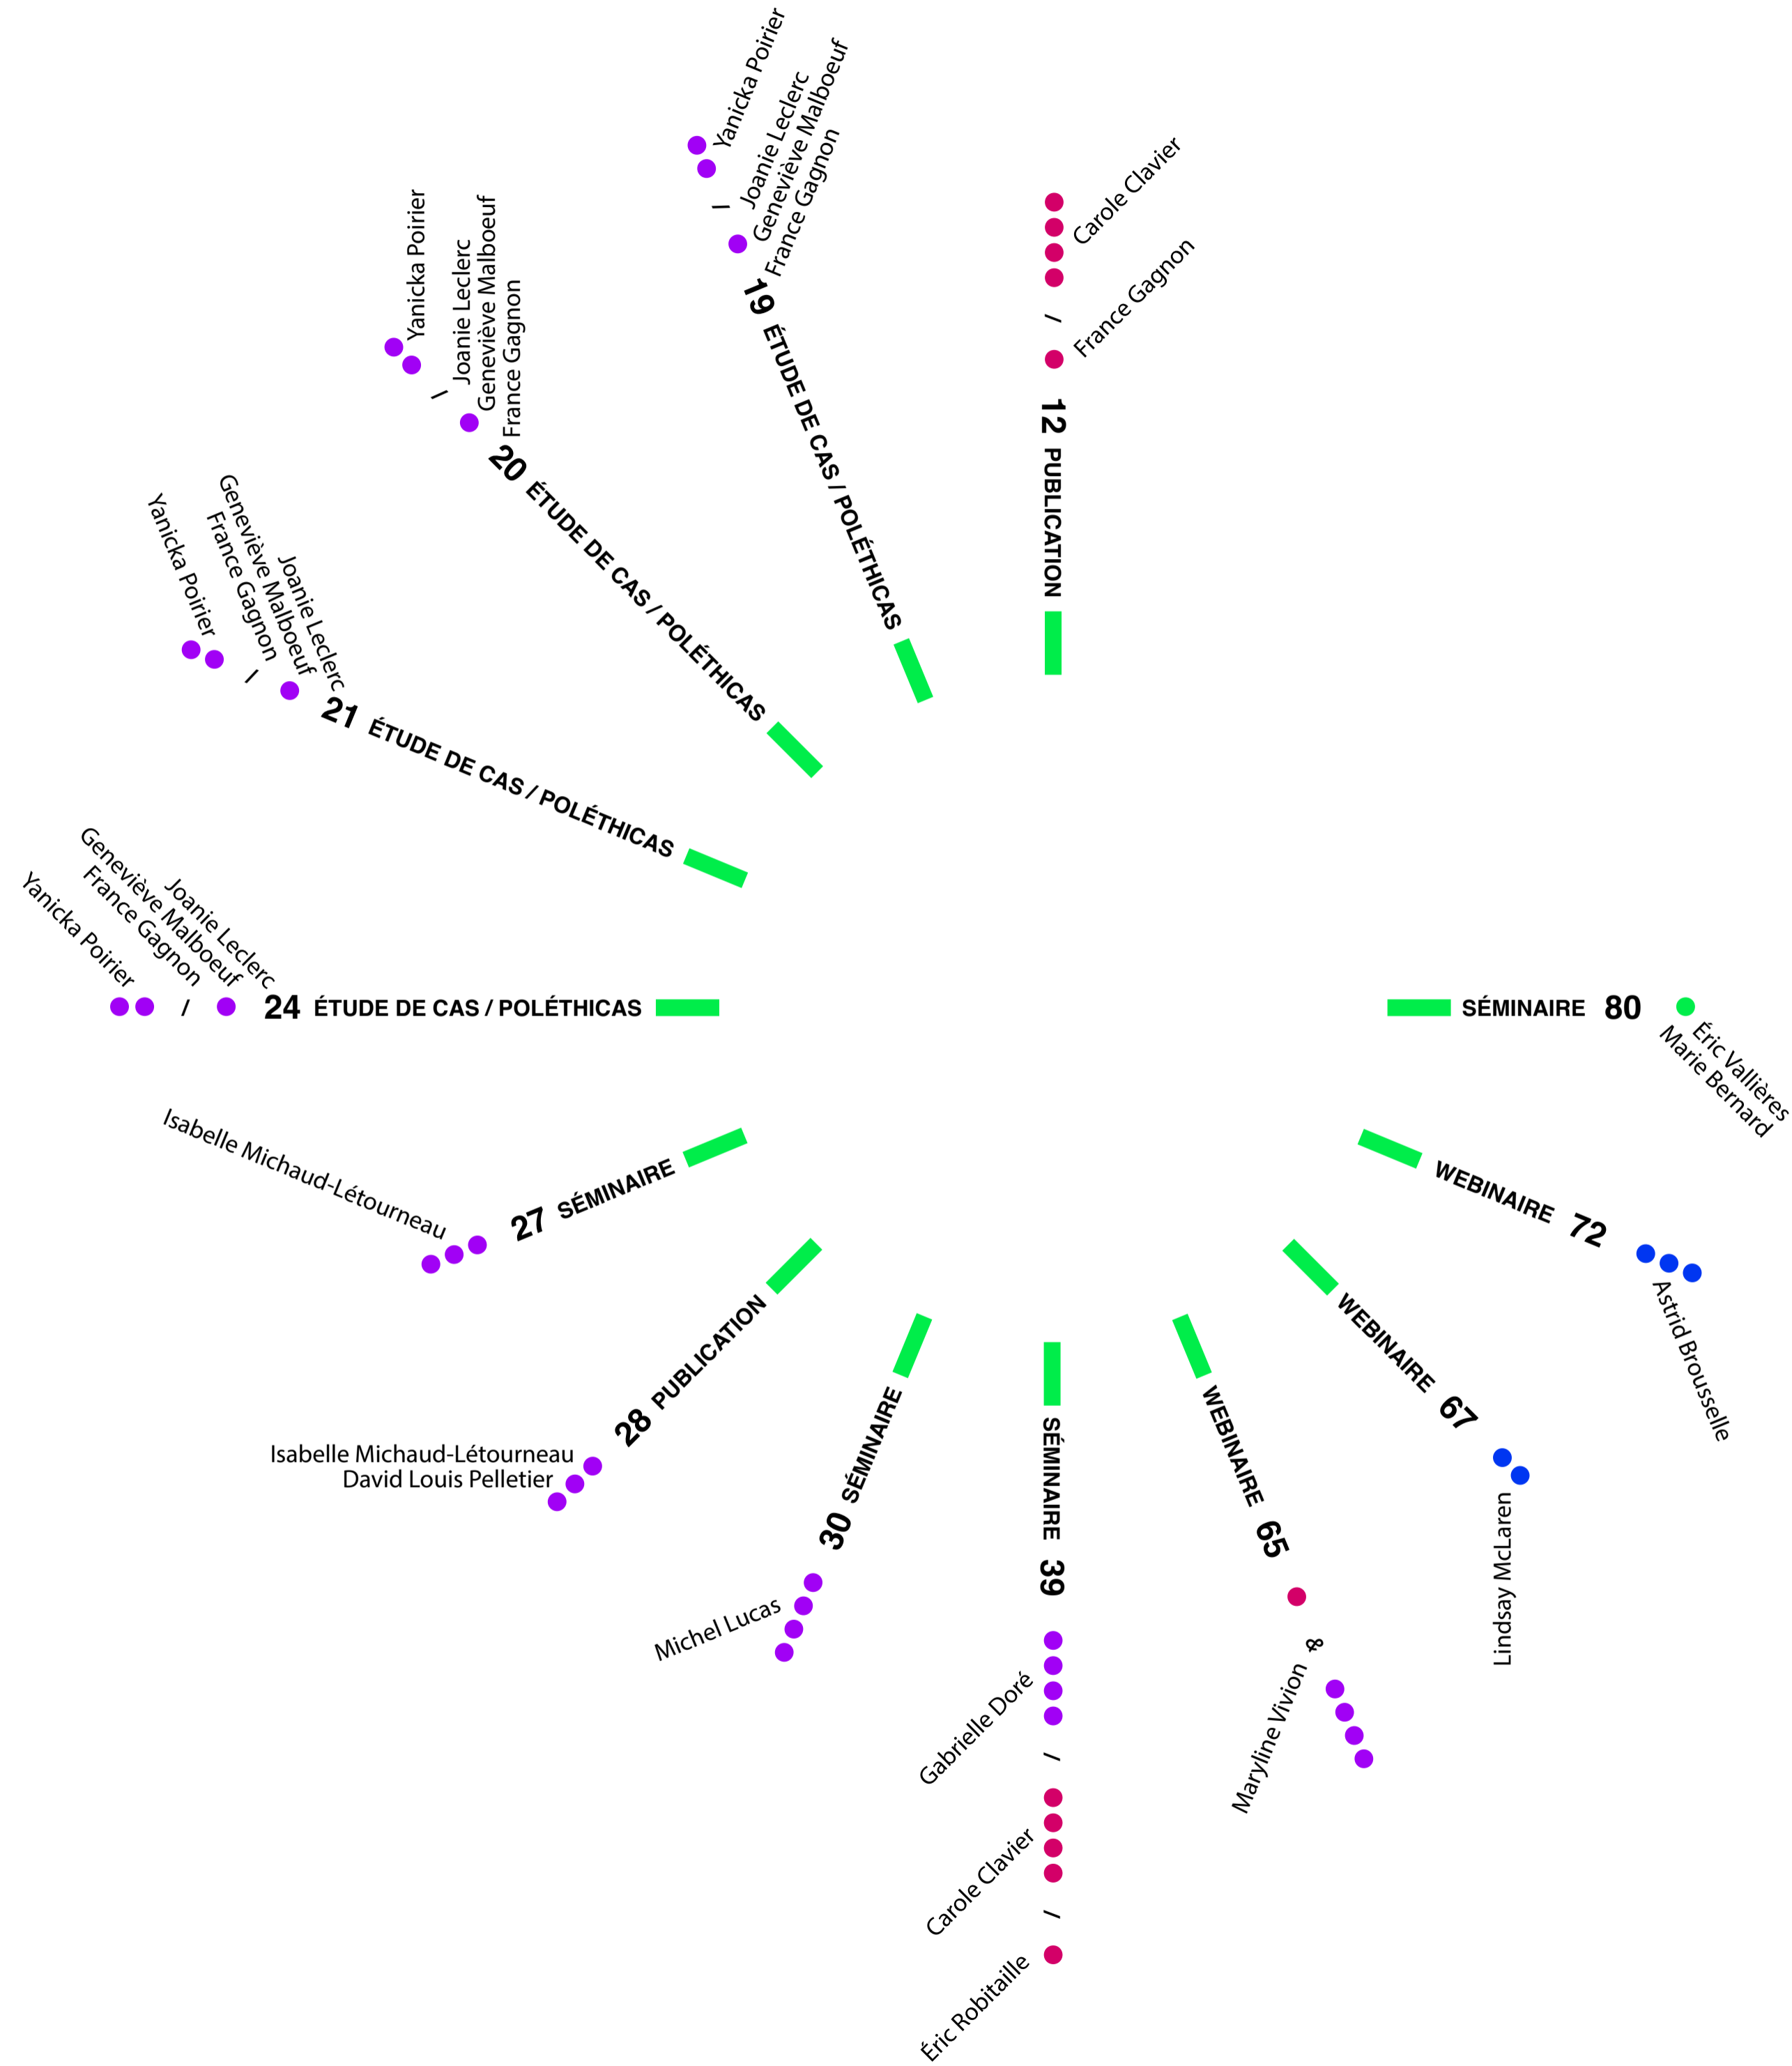 Carole Clavier
/
France Gagnon
12 PUBLICATION
Yanicka Poirier
/
Joanie Leclerc
Geneviève Malboeuf
France Gagnon
19 ÉTUDE DE CAS / POLÉTHICAS
Yanicka Poirier
/
Joanie Leclerc
Geneviève Malboeuf
France Gagnon
20 ÉTUDE DE CAS / POLÉTHICAS
Yanicka Poirier
/
France Gagnon
Geneviève Malboeuf
Joanie Leclerc
21 ÉTUDE DE CAS / POLÉTHICAS
Yanicka Poirier
/
France Gagnon
Geneviève Malboeuf
Joanie Leclerc
24 ÉTUDE DE CAS / POLÉTHICAS
Isabelle Michaud-Létourneau
27 SÉMINAIRE
Isabelle Michaud-Létourneau
David Louis Pelletier
28 PUBLICATION
Michel Lucas
30 SÉMINAIRE
SÉMINAIRE 39
Gabrielle Doré
/
Carole Clavier
/
Éric Robitaille
WEBINAIRE 65
&
Maryline Vivion
WEBINAIRE 67
Lindsay McLaren
WEBINAIRE 72
Astrid Brousselle
SÉMINAIRE 80
Éric Vallières
Marie Bernard